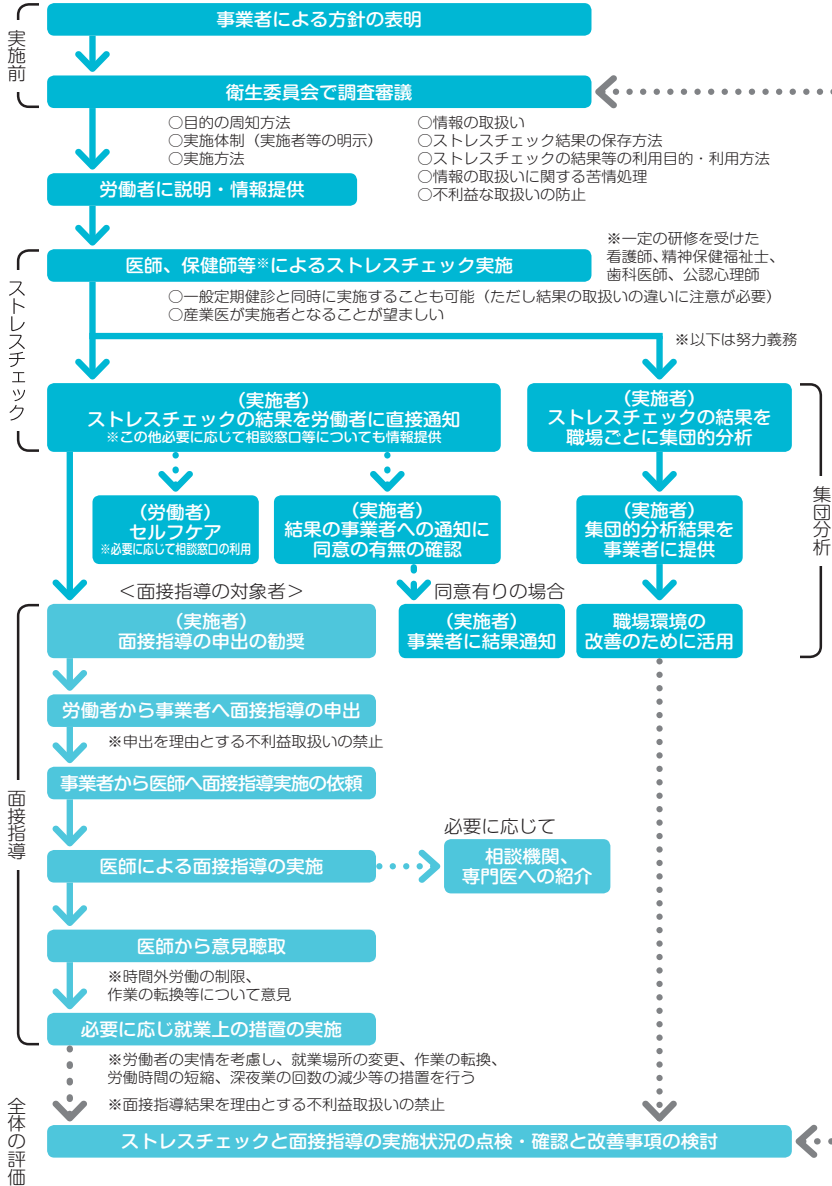 実施前
事業者による方針の表明
衛生委員会で調査審議
○目的の周知方法
○実施体制（実施者等の明示）
○実施方法
○情報の取扱い
○ストレスチェック結果の保存方法
○ストレスチェックの結果等の利用目的・利用方法
○情報の取扱いに関する苦情処理
○不利益な取扱いの防止
労働者に説明・情報提供
ストレスチェック
医師、保健師等※によるストレスチェック実施
※一定の研修を受けた
看護師、精神保健福祉士、
歯科医師、公認心理師
○一般定期健診と同時に実施することも可能（ただし結果の取扱いの違いに注意が必要）
○産業医が実施者となることが望ましい
※以下は努力義務
（実施者）
ストレスチェックの結果を労働者に直接通知
※この他必要に応じて相談窓口等についても情報提供
（実施者）
ストレスチェックの結果を
職場ごとに集団的分析
集団分析
（労働者）
セルフケア
※必要に応じて相談窓口の利用
（実施者）
結果の事業者への通知に
同意の有無の確認
（実施者）
集団的分析結果を
事業者に提供
＜面接指導の対象者＞
同意有りの場合
面接指導
（実施者）
面接指導の申出の勧奨
（実施者）
事業者に結果通知
職場環境の
改善のために活用
労働者から事業者へ面接指導の申出
※申出を理由とする不利益取扱いの禁止
事業者から医師へ面接指導実施の依頼
必要に応じて
医師による面接指導の実施
相談機関、
専門医への紹介
医師から意見聴取
※時間外労働の制限、
作業の転換等について意見
必要に応じ就業上の措置の実施
※労働者の実情を考慮し、就業場所の変更、作業の転換、
労働時間の短縮、深夜業の回数の減少等の措置を行う
※面接指導結果を理由とする不利益取扱いの禁止
全体の評価
ストレスチェックと面接指導の実施状況の点検・確認と改善事項の検討